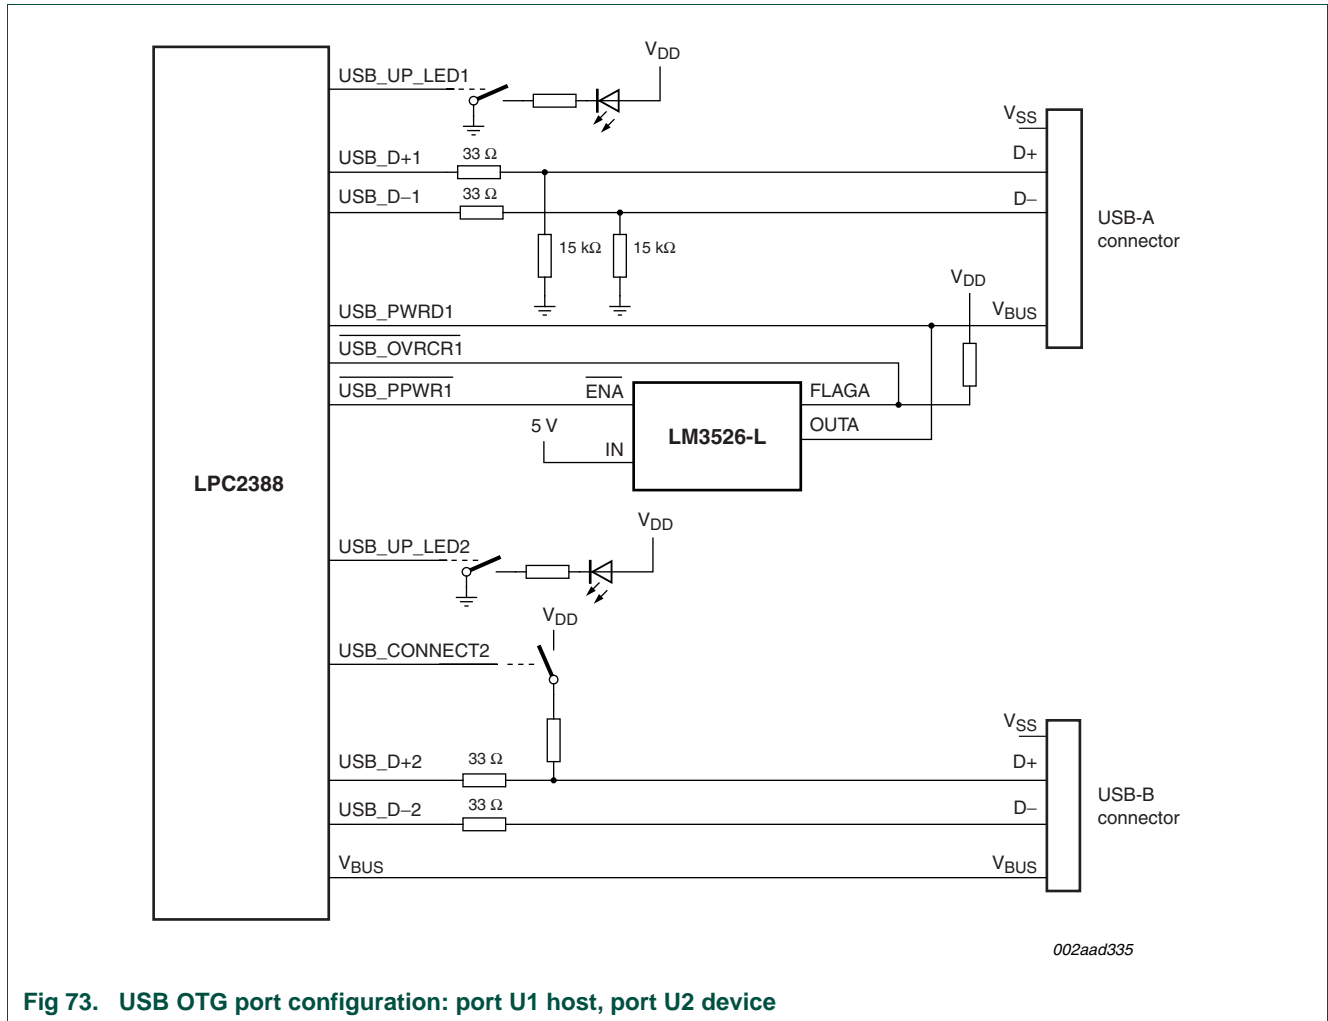 VDD
USB_UP_LED1
VSS
USB_D+1
33 Ω
D+
USB_D−1
33 Ω
D−
USB-A
connector
15 kΩ
15 kΩ
VDD
USB_PWRD1
VBUS
USB_OVRCR1
USB_PPWR1
ENA
FLAGA
5 V
OUTA
LM3526-L
IN
LPC2388
VDD
USB_UP_LED2
VDD
USB_CONNECT2
VSS
USB_D+2
33 Ω
D+
USB_D−2
33 Ω
D−
USB-B
connector
VBUS
VBUS
002aad335
Fig 73. USB OTG port configuration: port U1 host, port U2 device